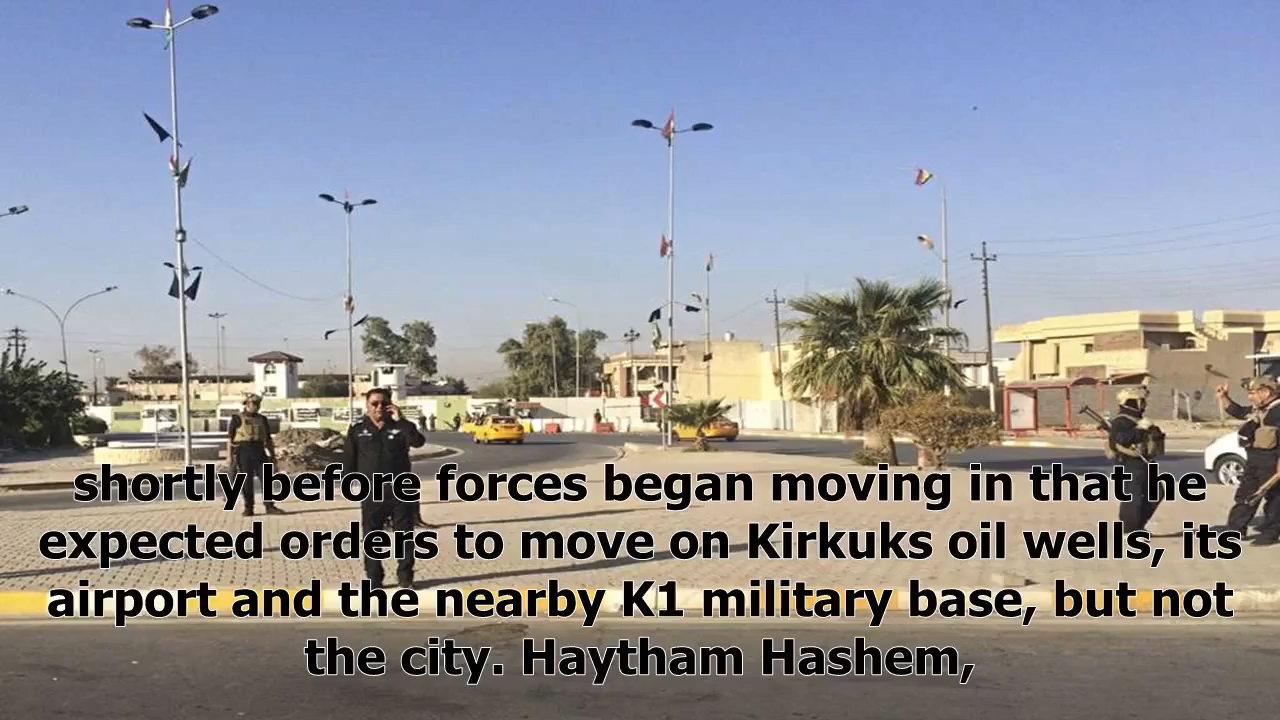 shortly before forces began moving in that he
expected orders to move on Kirkuks oil wells, its
airport and the nearby K1 military base, but not
the city. Haytham Hashem,